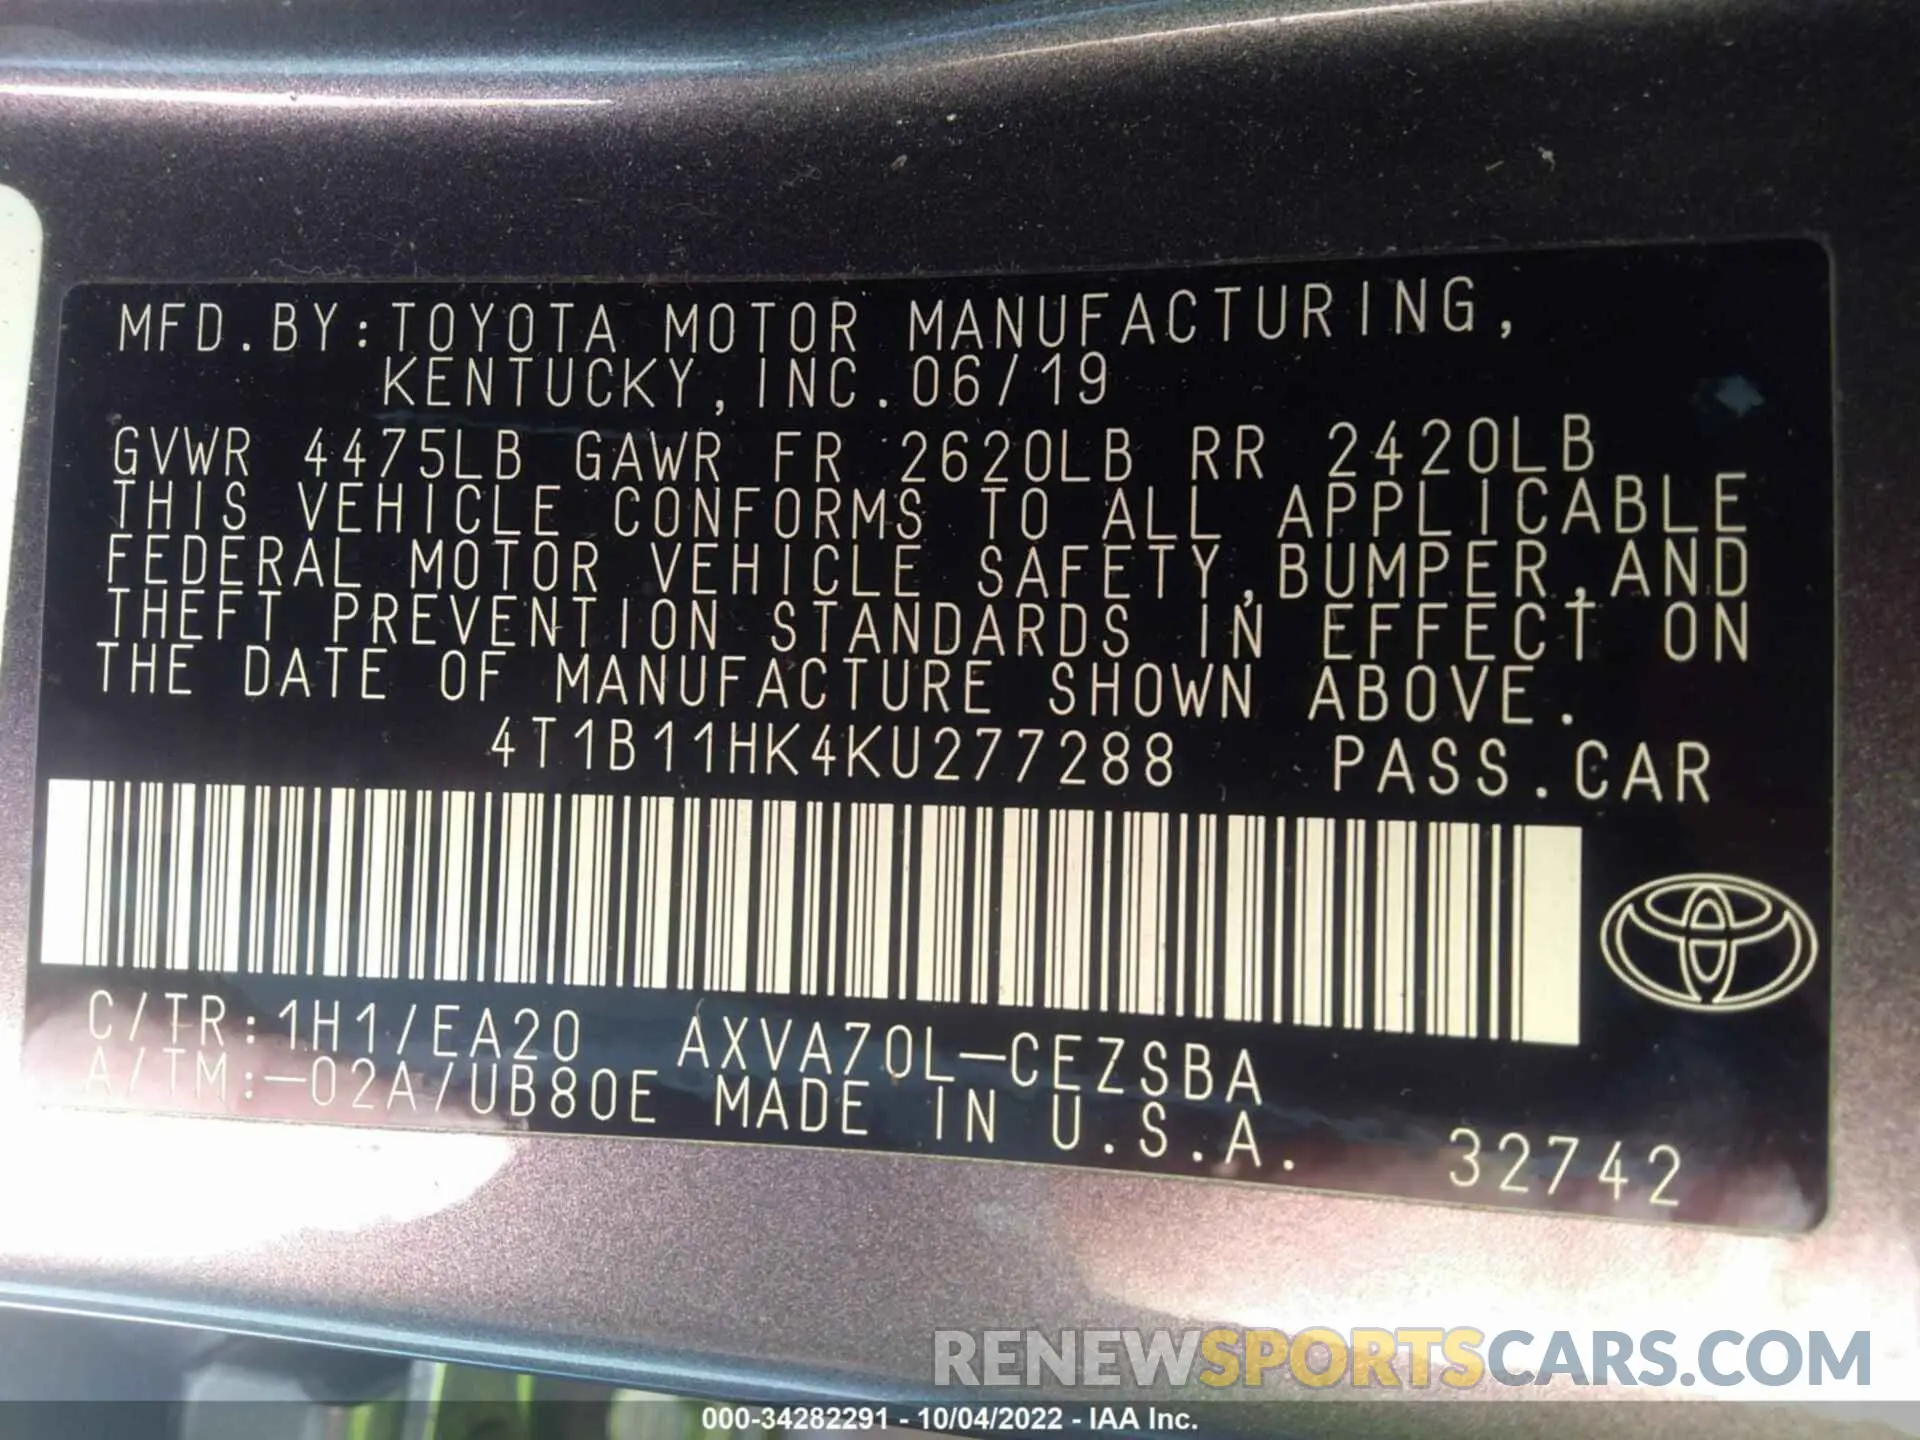 MFD.BY:TOYOTA MOTOR MANUFACTURING,
KENTUCKY,INC.06/19
GVWR 4475LB GAWR FR 2620LB RR 2420LB
THIS VEHICLE CONFORMS TO ALL APPLICABLE
FEDERAL MOTOR VEHICLE SAFETY,BUMPER,AND
THEFT PREVENTION STANDARDS IN EFFECT ON
THE DATE OF MANUFACTURE SHOWN ABOVE.
4T1B11HK4KU277288 PASS.CAR
C/TR:1H1/EA20 AXVA70L-CEZSBA
A/TM:-02A/UB80E MADE IN U.S.A.
32742
RENEWSPORTSCARS.COM
000-34282291 - 10/04/2022 - IAA Inc.